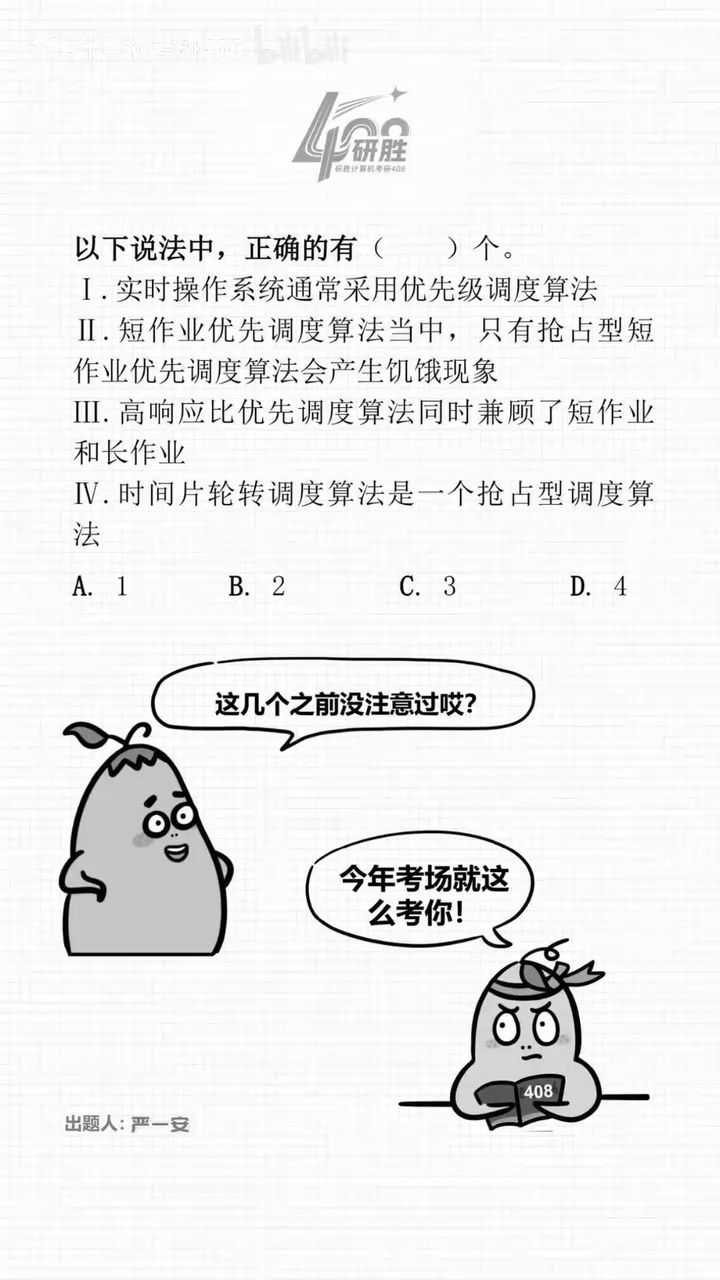 bilibili
400
研胜
研胜计算机考研408
以下说法中，正确的有（　　）个。
Ⅰ.实时操作系统通常采用优先级调度算法
Ⅱ.短作业优先调度算法当中，只有抢占型短
作业优先调度算法会产生饥饿现象
Ⅲ.高响应比优先调度算法同时兼顾了短作业
和长作业
Ⅳ.时间片轮转调度算法是一个抢占型调度算
法
A. 1　B. 2　C. 3　D. 4
这几个之前没注意过哎？
今年考场就这
么考你！
408
出题人：严一安